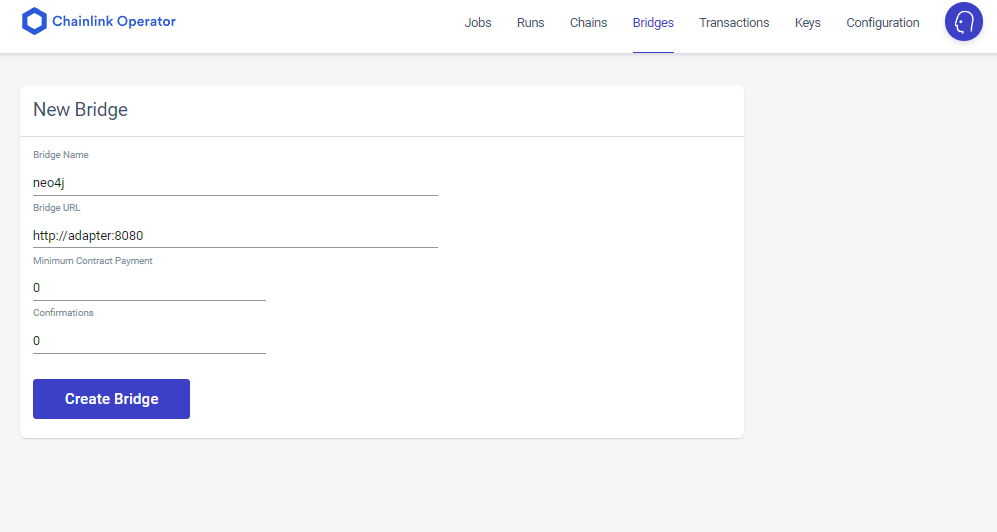 Chainlink Operator
Jobs Runs Chains Bridges Transactions Keys Configuration
New Bridge
Bridge Name
neo4j
Bridge URL
http://adapter:8080
Minimum Contract Payment
0
Confirmations
0
Create Bridge